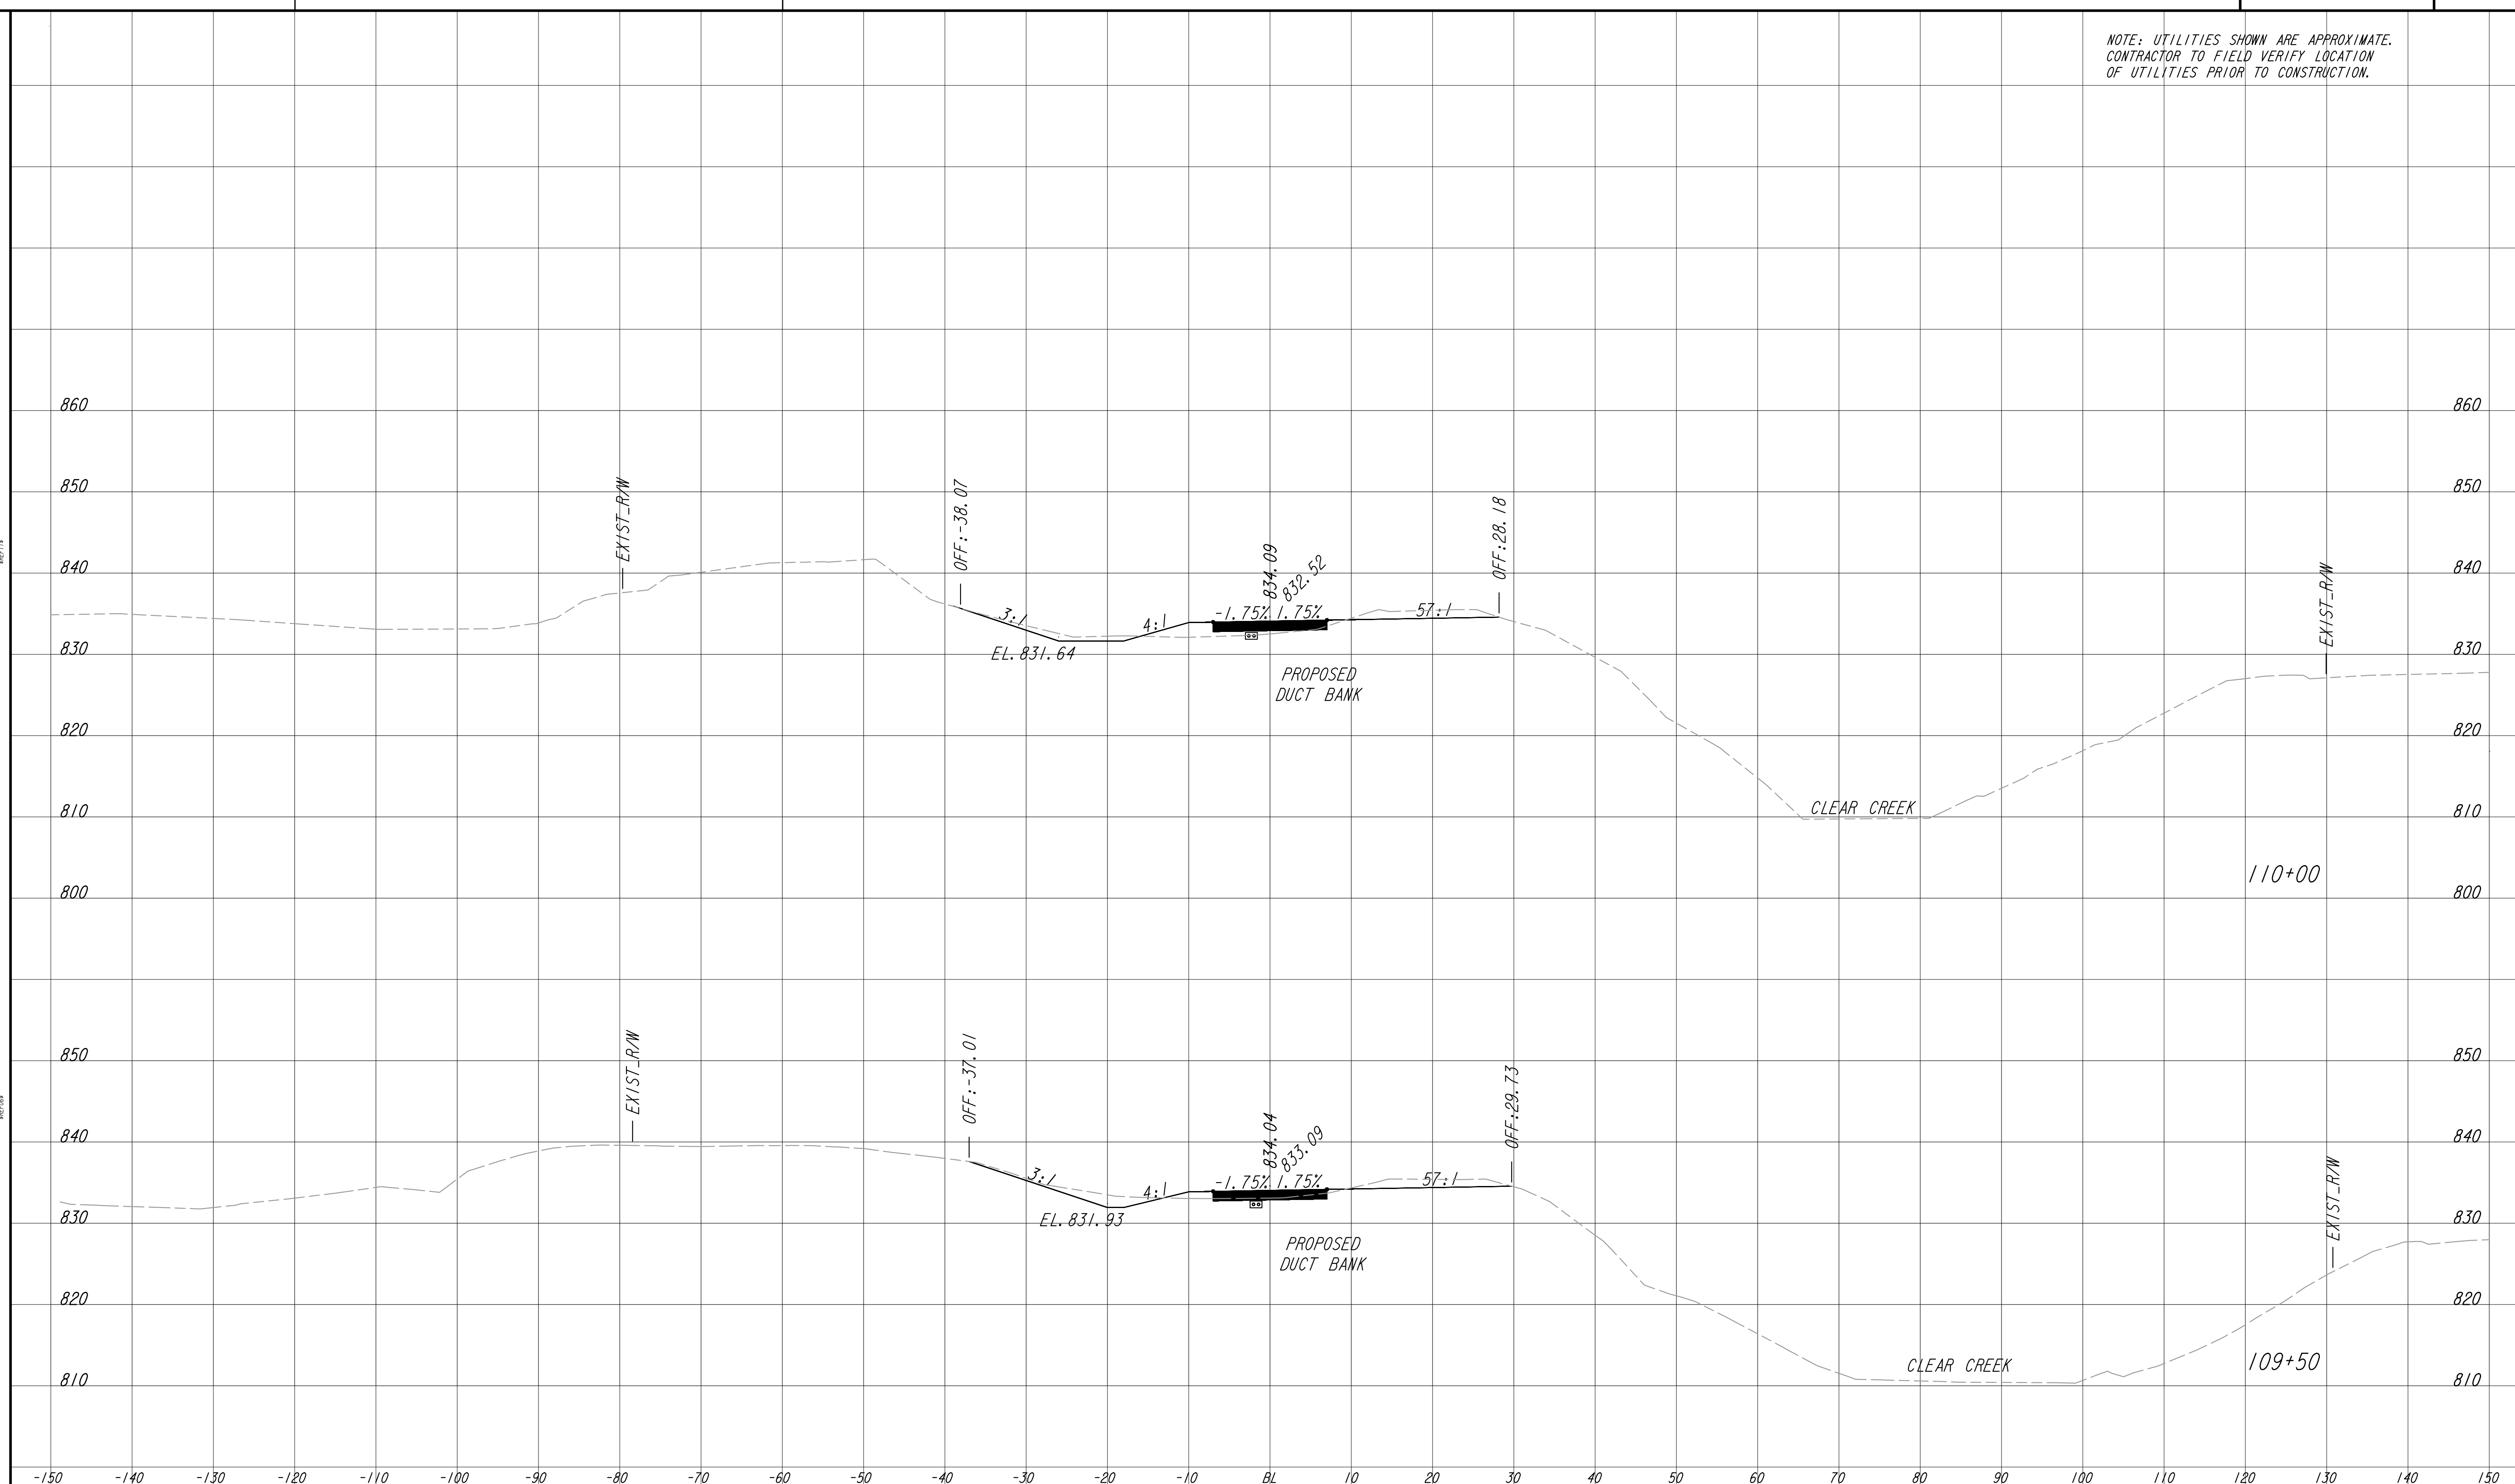 NOTE: UTILITIES SHOWN ARE APPROXIMATE.
CONTRACTOR TO FIELD VERIFY LOCATION
OF UTILITIES PRIOR TO CONSTRUCTION.
860 860
850 850
EXIST_R/W
OFF:-38.07
OFF:28.18
840 840
834.09
832.52
EXIST_R/W
3:1
4:1
-1.75% 1.75%
57:1
830 830
EL.831.64
PROPOSED
DUCT BANK
820 820
810 810
CLEAR CREEK
110+00
800 800
850 850
EXIST_R/W
OFF:-37.01
OFF:29.73
840 840
834.04
833.09
EXIST_R/W
3:1
4:1
-1.75% 1.75%
57:1
830 830
EL.831.93
PROPOSED
DUCT BANK
820 820
CLEAR CREEK
109+50
810 810
-150 -140 -130 -120 -110 -100 -90 -80 -70 -60 -50 -40 -30 -20 -10 BL 10 20 30 40 50 60 70 80 90 100 110 120 130 140 150